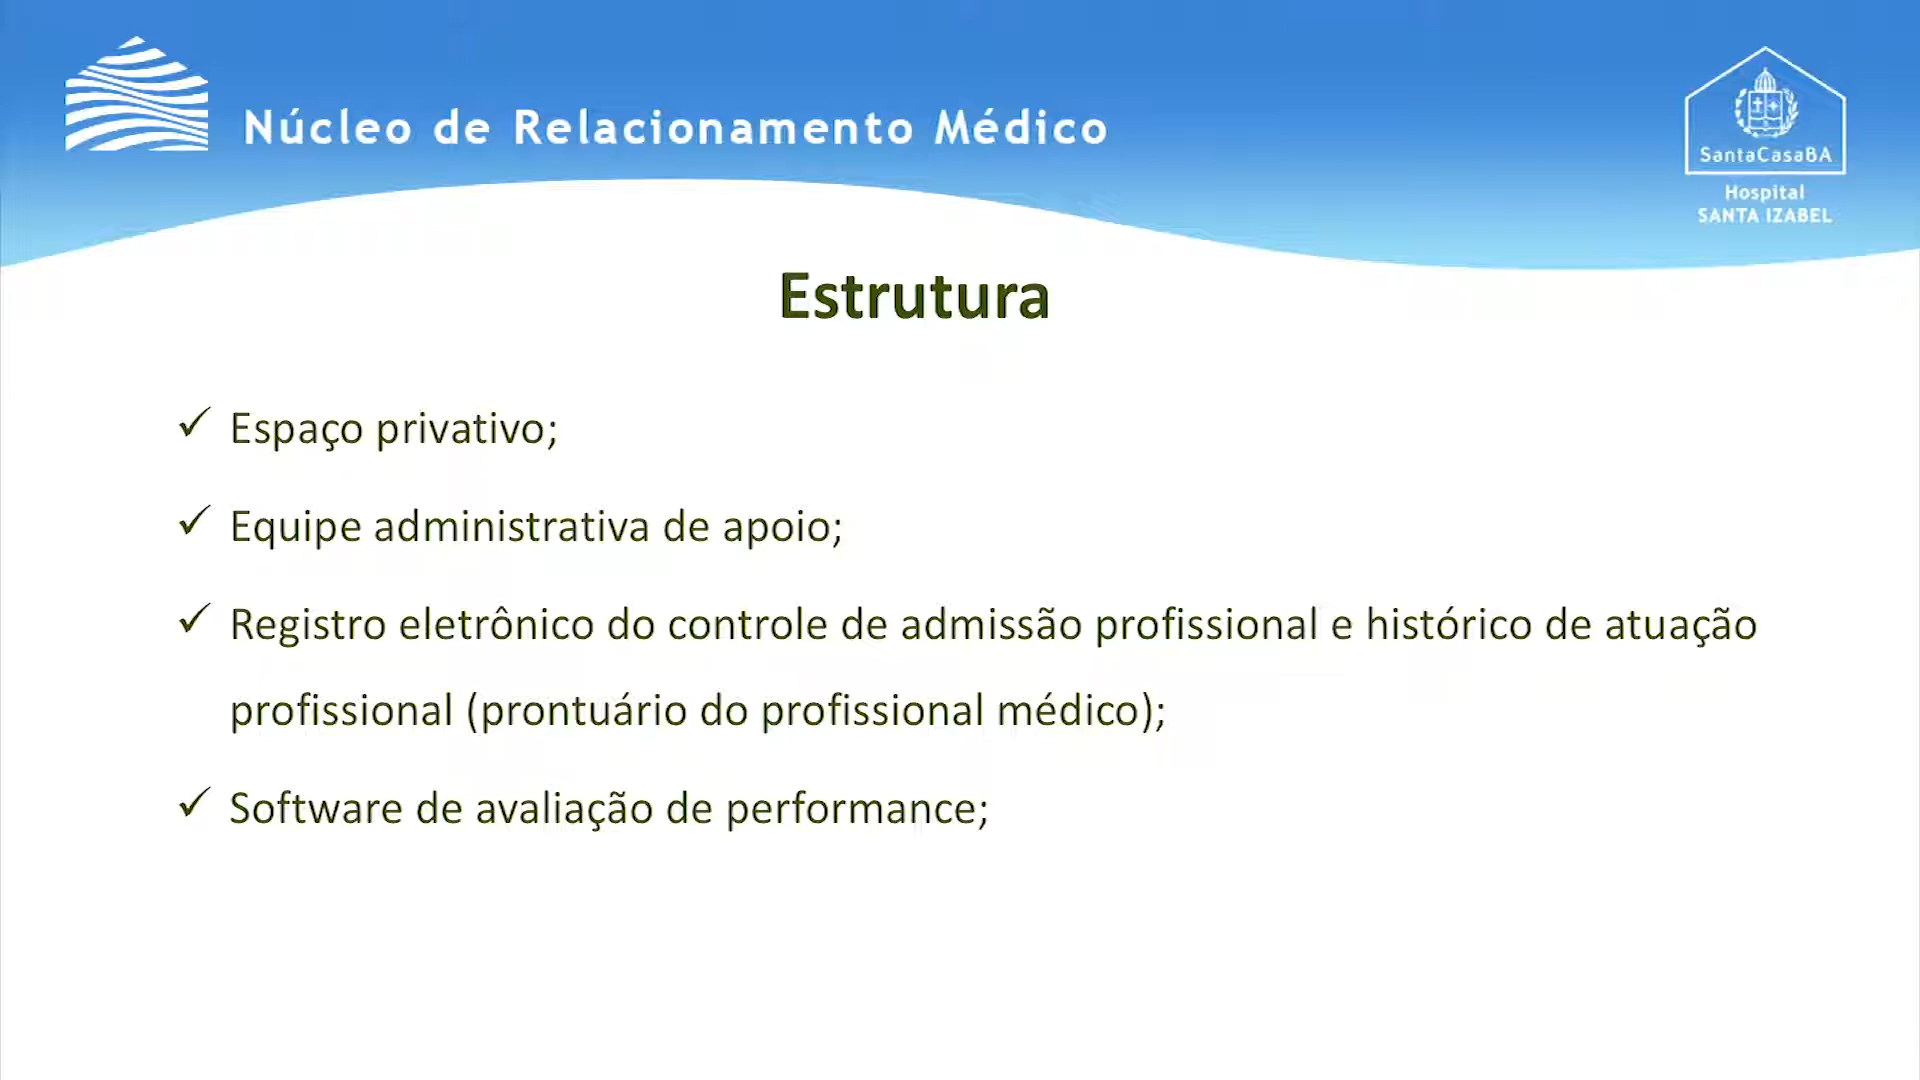 Núcleo de Relacionamento Médico
SantaCasaBA
Hospital
SANTA IZABEL
Estrutura
✓ Espaço privativo;
✓ Equipe administrativa de apoio;
✓ Registro eletrônico do controle de admissão profissional e histórico de atuação
profissional (prontuário do profissional médico);
✓ Software de avaliação de performance;